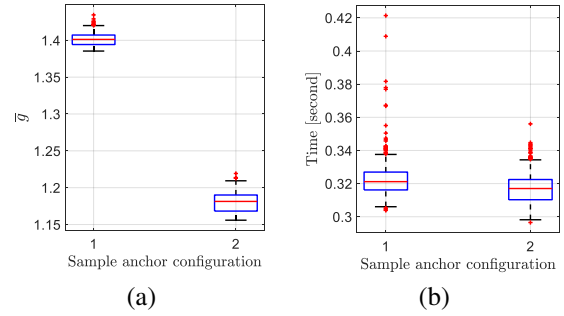 1.4
1.35
1.3
1.25
1.2
1.15
g̅
1
2
Sample anchor configuration
(a)
0.42
0.4
0.38
0.36
0.34
0.32
0.3
Time [second]
1
2
Sample anchor configuration
(b)